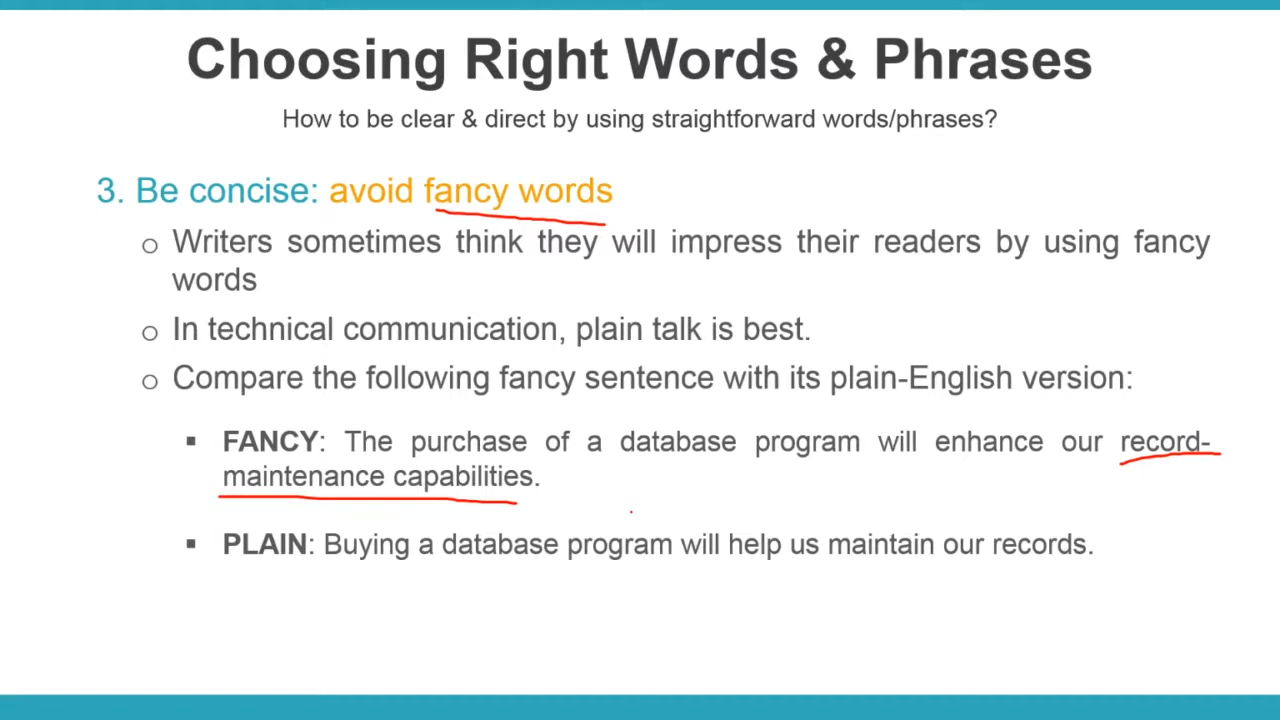 Choosing Right Words & Phrases
How to be clear & direct by using straightforward words/phrases?
3. Be concise: avoid fancy words
o Writers sometimes think they will impress their readers by using fancy
words
o In technical communication, plain talk is best.
o Compare the following fancy sentence with its plain-English version:
▪ FANCY: The purchase of a database program will enhance our record-
maintenance capabilities.
▪ PLAIN: Buying a database program will help us maintain our records.